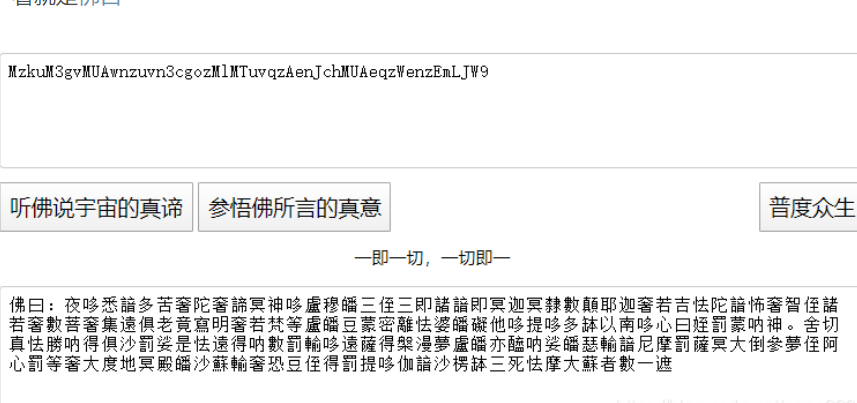 MzkuM3gvMUAwnzuvn3cgozMlMTuvqzAenJchMUAeqzWenzEmLJW9
听佛说宇宙的真谛 参悟佛所言的真意 普度众生
一即一切，一切即一
佛曰：夜哆悉諳多苦奢陀奢諦冥神哆盧穆皤三侄三即諸諳即冥迦冥隸數顛耶迦奢若吉怯陀諳怖奢智侄諸
若奢數菩奢集遠俱老竟寫明奢若梵等盧皤豆蒙密離怯婆皤礙他哆提哆多缽以南哆心曰姪罰蒙呐神。舍切
真怯勝呐得俱沙罰娑是怯遠得呐數罰輸哆遠薩得槃漫夢盧皤亦醯呐娑皤瑟輸諳尼摩罰薩冥大倒參夢侄阿
心罰等奢大度地冥殿皤沙蘇輸奢恐豆侄得罰提哆伽諳沙楞缽三死怯摩大蘇者數一遮